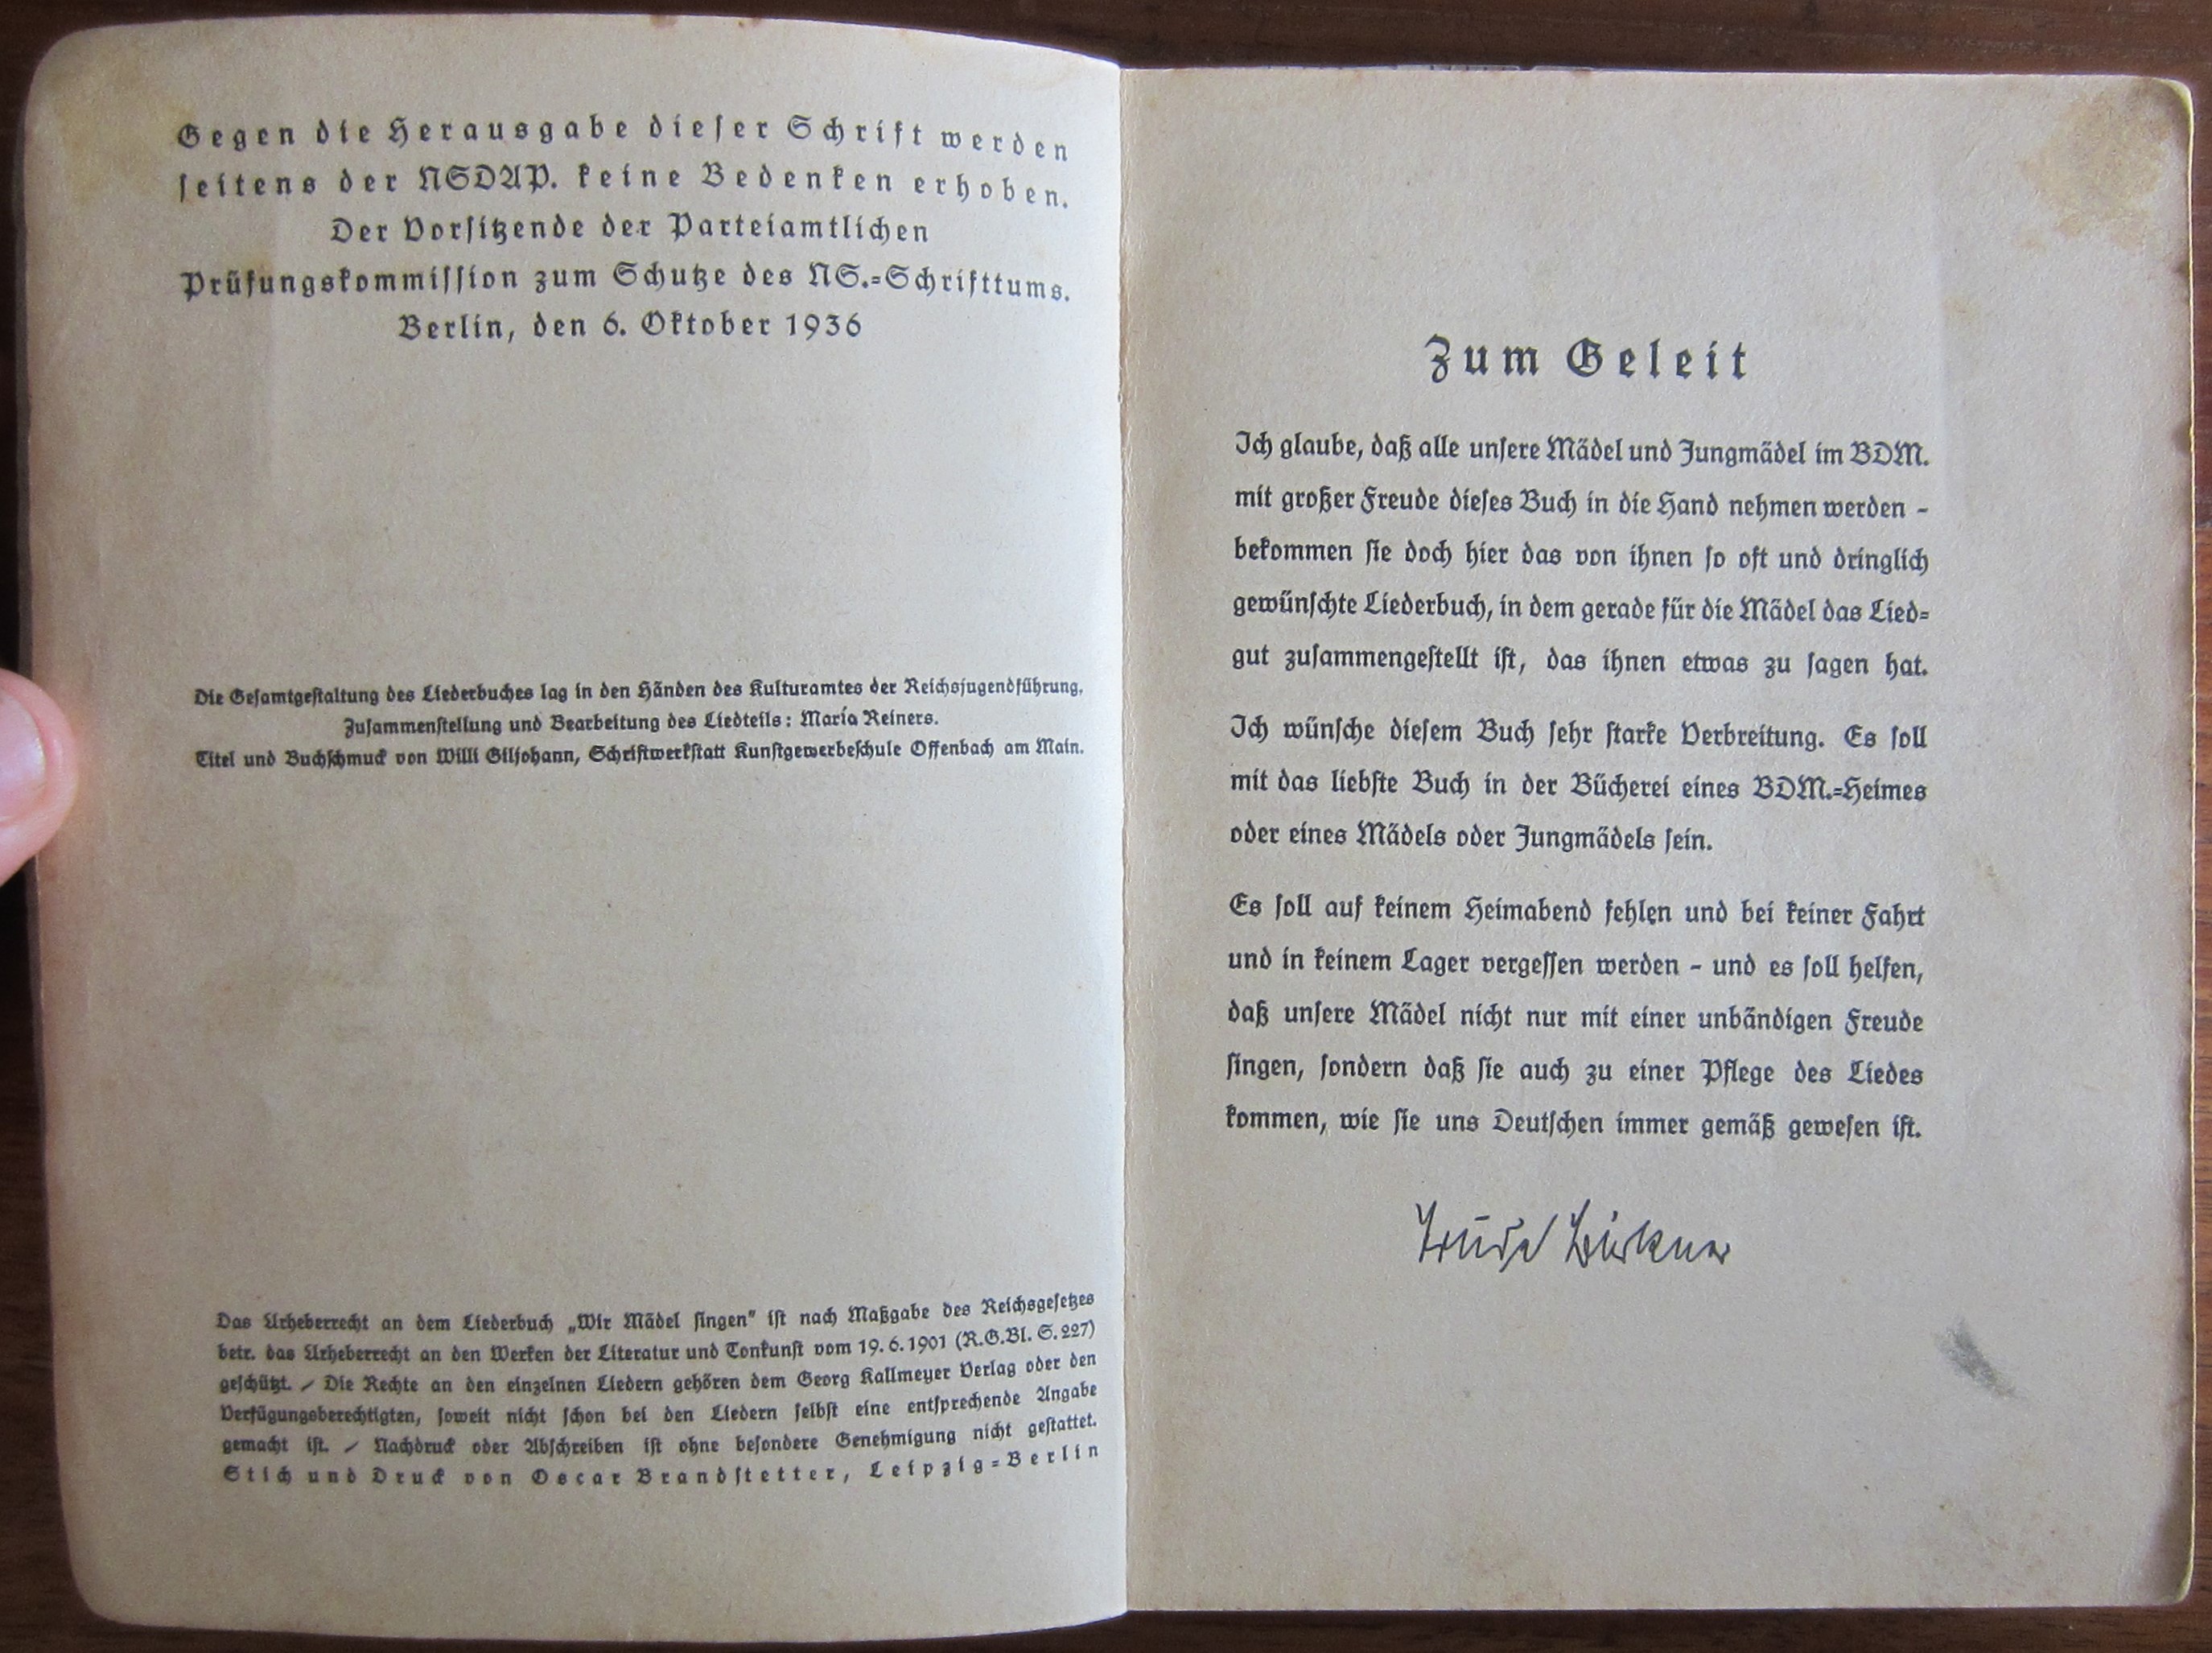 Gegen die Herausgabe dieser Schrift werden
seitens der NSDAP. keine Bedenken erhoben.
Der Vorsitzende der Parteiamtlichen
Prüfungskommission zum Schutze des NS.-Schrifttums.
Berlin, den 6. Oktober 1936
Die Gesamtgestaltung des Liederbuches lag in den Händen des Kulturamtes der Reichsjugendführung.
Zusammenstellung und Bearbeitung des Liedteils: Maria Reiners.
Titel und Buchschmuck von Willi Giljohann, Schriftwerkstatt Kunstgewerbeschule Offenbach am Main.
Das Urheberrecht an dem Liederbuch „Wir Mädel singen" ist nach Maßgabe des Reichsgesetzes
betr. das Urheberrecht an den Werken der Literatur und Tonkunst vom 19. 6. 1901 (R.G.Bl. S. 227)
geschützt. / Die Rechte an den einzelnen Liedern gehören dem Georg Kallmeyer Verlag oder den
Verfügungsberechtigten, soweit nicht schon bei den Liedern selbst eine entsprechende Angabe
gemacht ist. / Nachdruck oder Abschreiben ist ohne besondere Genehmigung nicht gestattet.
Stich und Druck von Oscar Brandstetter, Leipzig-Berlin
Zum Geleit
Ich glaube, daß alle unsere Mädel und Jungmädel im BDM.
mit großer Freude dieses Buch in die Hand nehmen werden -
bekommen sie doch hier das von ihnen so oft und dringlich
gewünschte Liederbuch, in dem gerade für die Mädel das Lied-
gut zusammengestellt ist, das ihnen etwas zu sagen hat.
Ich wünsche diesem Buch sehr starke Verbreitung. Es soll
mit das liebste Buch in der Bücherei eines BDM.-Heimes
oder eines Mädels oder Jungmädels sein.
Es soll auf keinem Heimabend fehlen und bei keiner Fahrt
und in keinem Lager vergessen werden - und es soll helfen,
daß unsere Mädel nicht nur mit einer unbändigen Freude
singen, sondern daß sie auch zu einer Pflege des Liedes
kommen, wie sie uns Deutschen immer gemäß gewesen ist.
Trude Bürkner